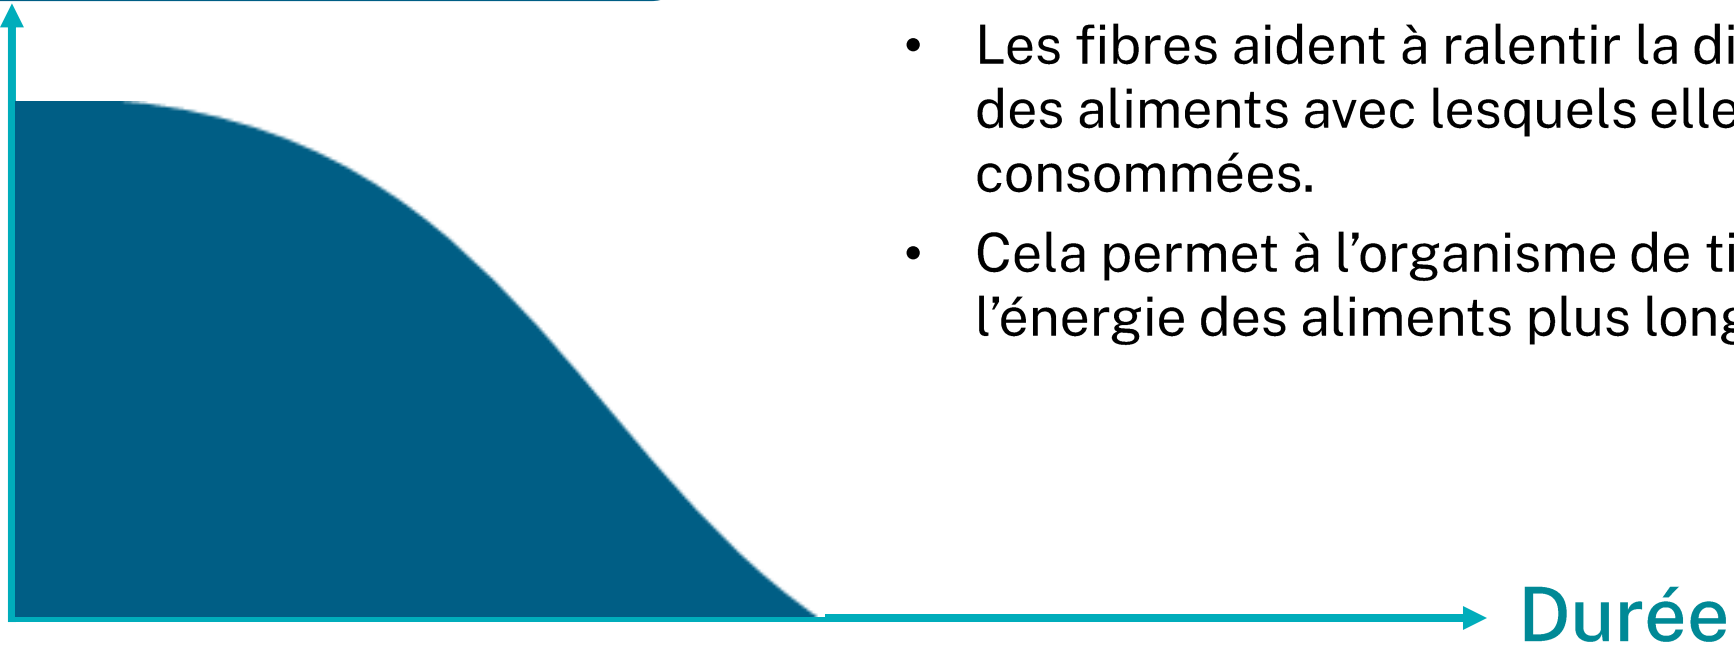 • Les fibres aident à ralentir la
des aliments avec lesquels
consommées.
• Cela permet à l’organisme de
l’énergie des aliments plus
Durée